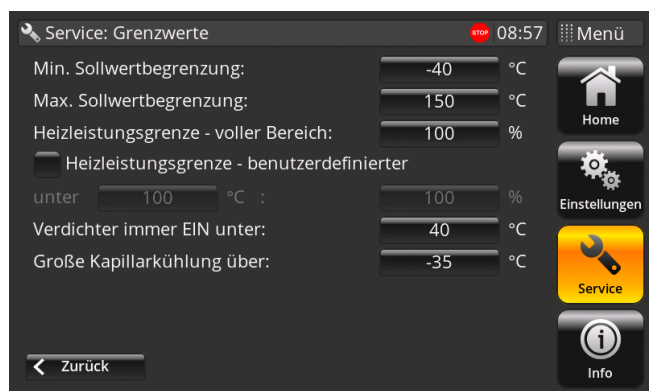 Service: Grenzwerte STOP 08:57 Menü
Min. Sollwertbegrenzung: -40 °C
Max. Sollwertbegrenzung: 150 °C
Home
Heizleistungsgrenze - voller Bereich: 100 %
Heizleistungsgrenze - benutzerdefinierter
unter 100 °C : 100 %
Einstellungen
Verdichter immer EIN unter: 40 °C
Große Kapillarkühlung über: -35 °C
Service
Zurück
Info